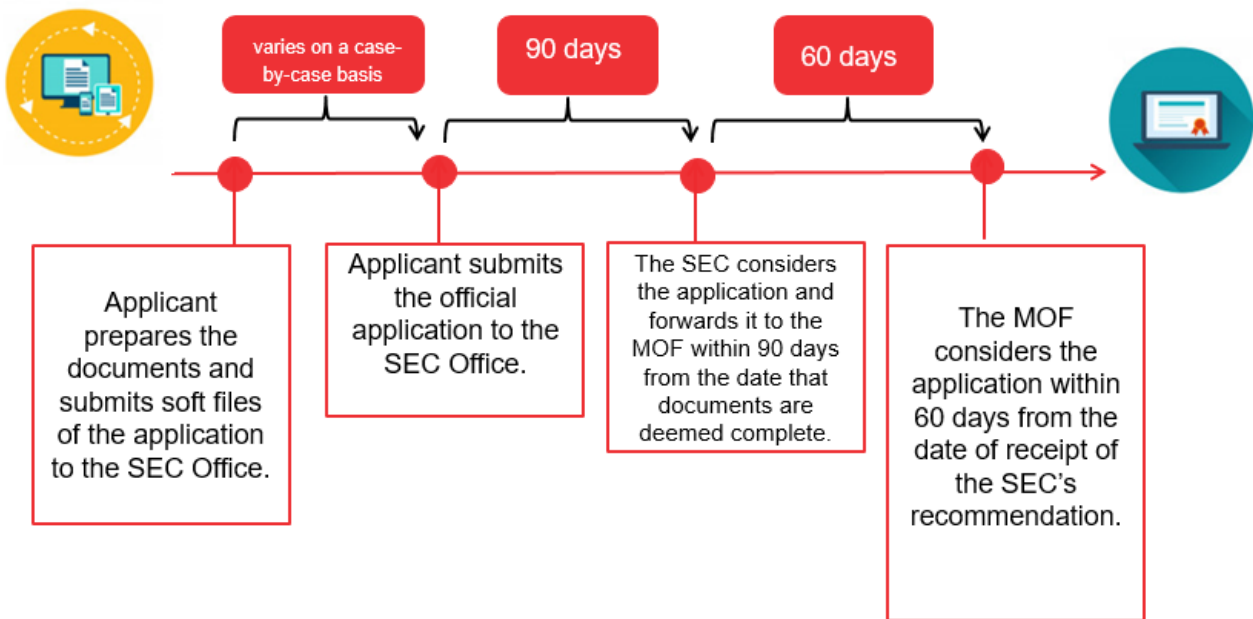 varies on a case-
by-case basis
90 days
60 days
Applicant
prepares the
documents and
submits soft files
of the application
to the SEC Office.
Applicant submits
the official
application to the
SEC Office.
The SEC considers
the application and
forwards it to the
MOF within 90 days
from the date that
documents are
deemed complete.
The MOF
considers the
application within
60 days from the
date of receipt of
the SEC’s
recommendation.